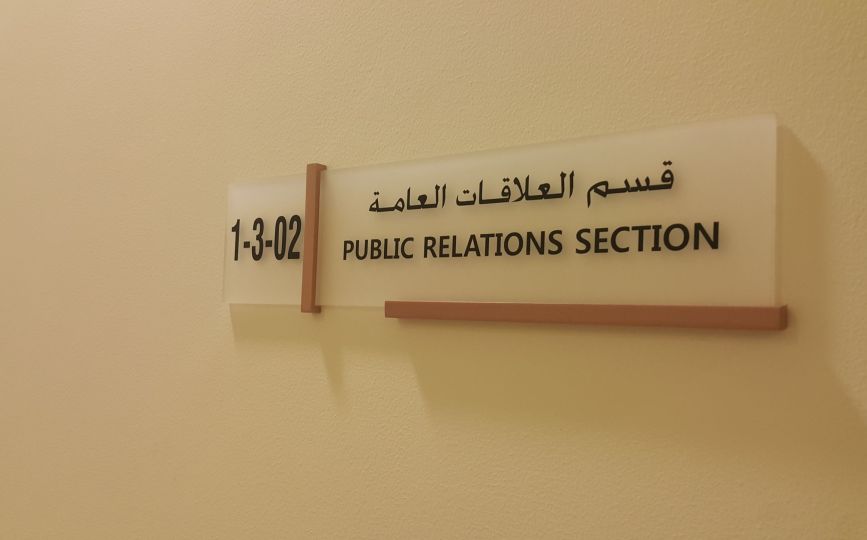 1-3-02
قسم العلاقات العامة
PUBLIC RELATIONS SECTION